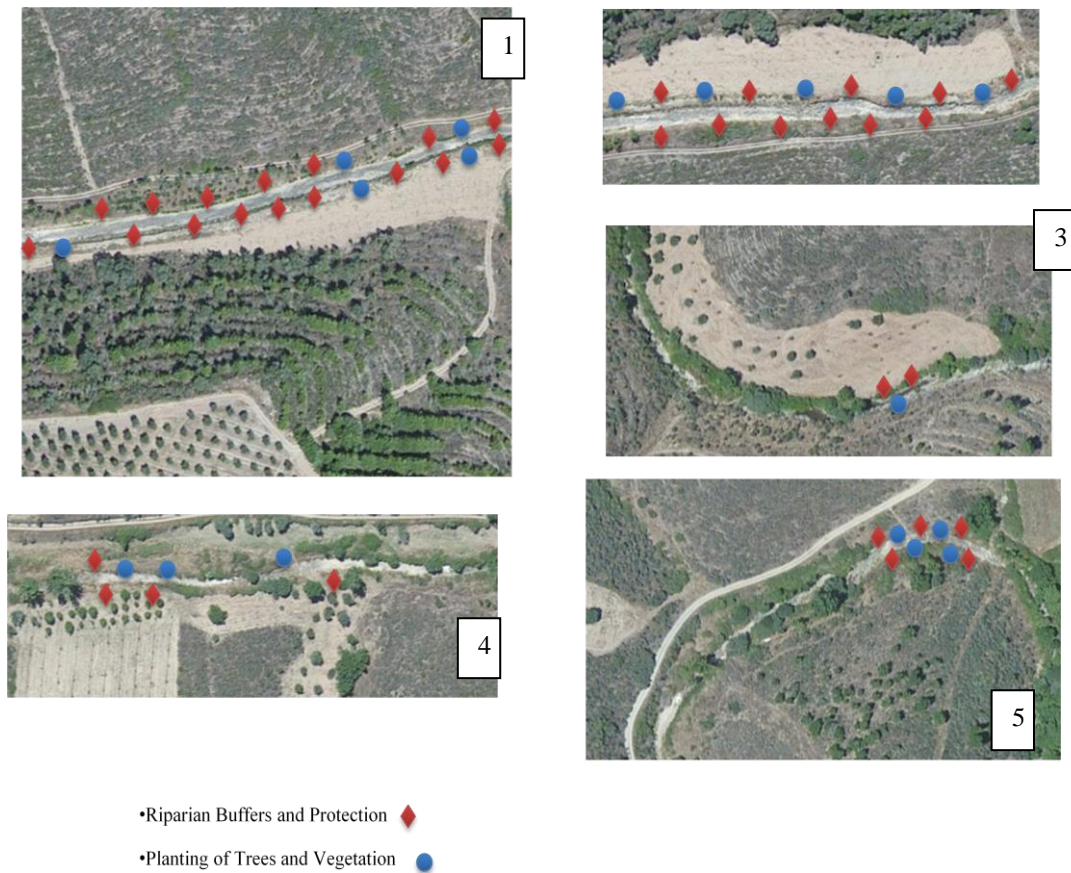 1
3
4
5
•Riparian Buffers and Protection
•Planting of Trees and Vegetation